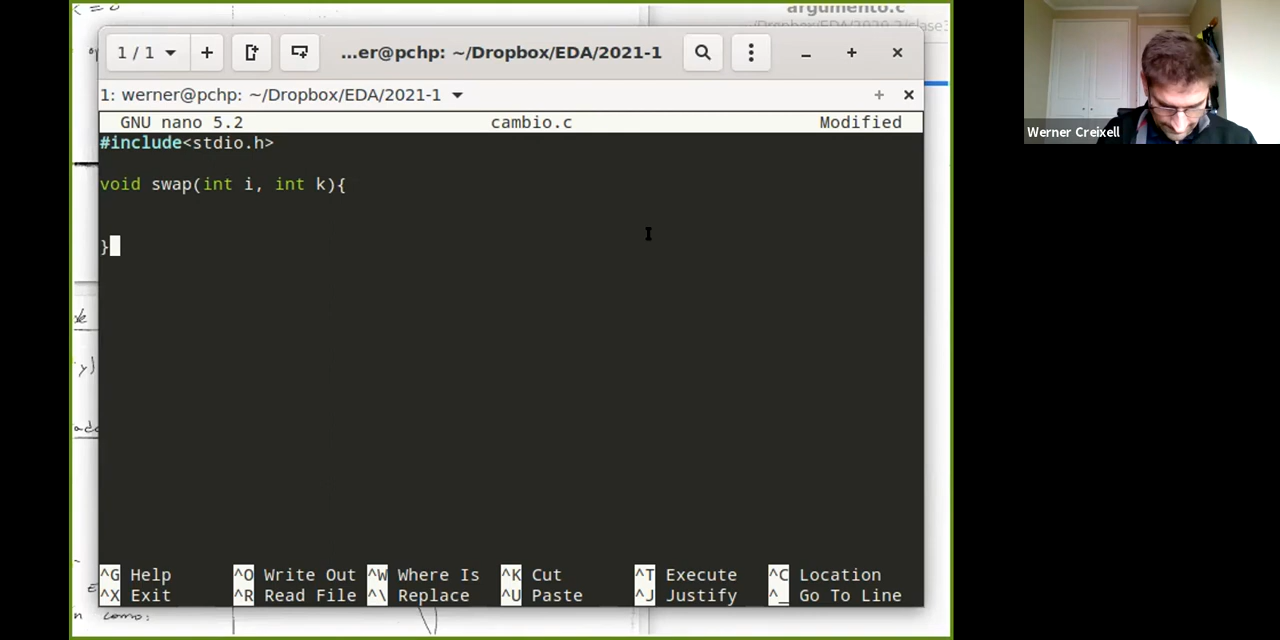 argumento.c
1 / 1
...er@pchp: ~/Dropbox/EDA/2021-1
1: werner@pchp: ~/Dropbox/EDA/2021-1
GNU nano 5.2 cambio.c Modified
#include<stdio.h>
void swap(int i, int k){
}
^G Help ^O Write Out ^W Where Is ^K Cut ^T Execute ^C Location
^X Exit ^R Read File ^\ Replace ^U Paste ^J Justify ^_ Go To Line
como:
Werner Creixell